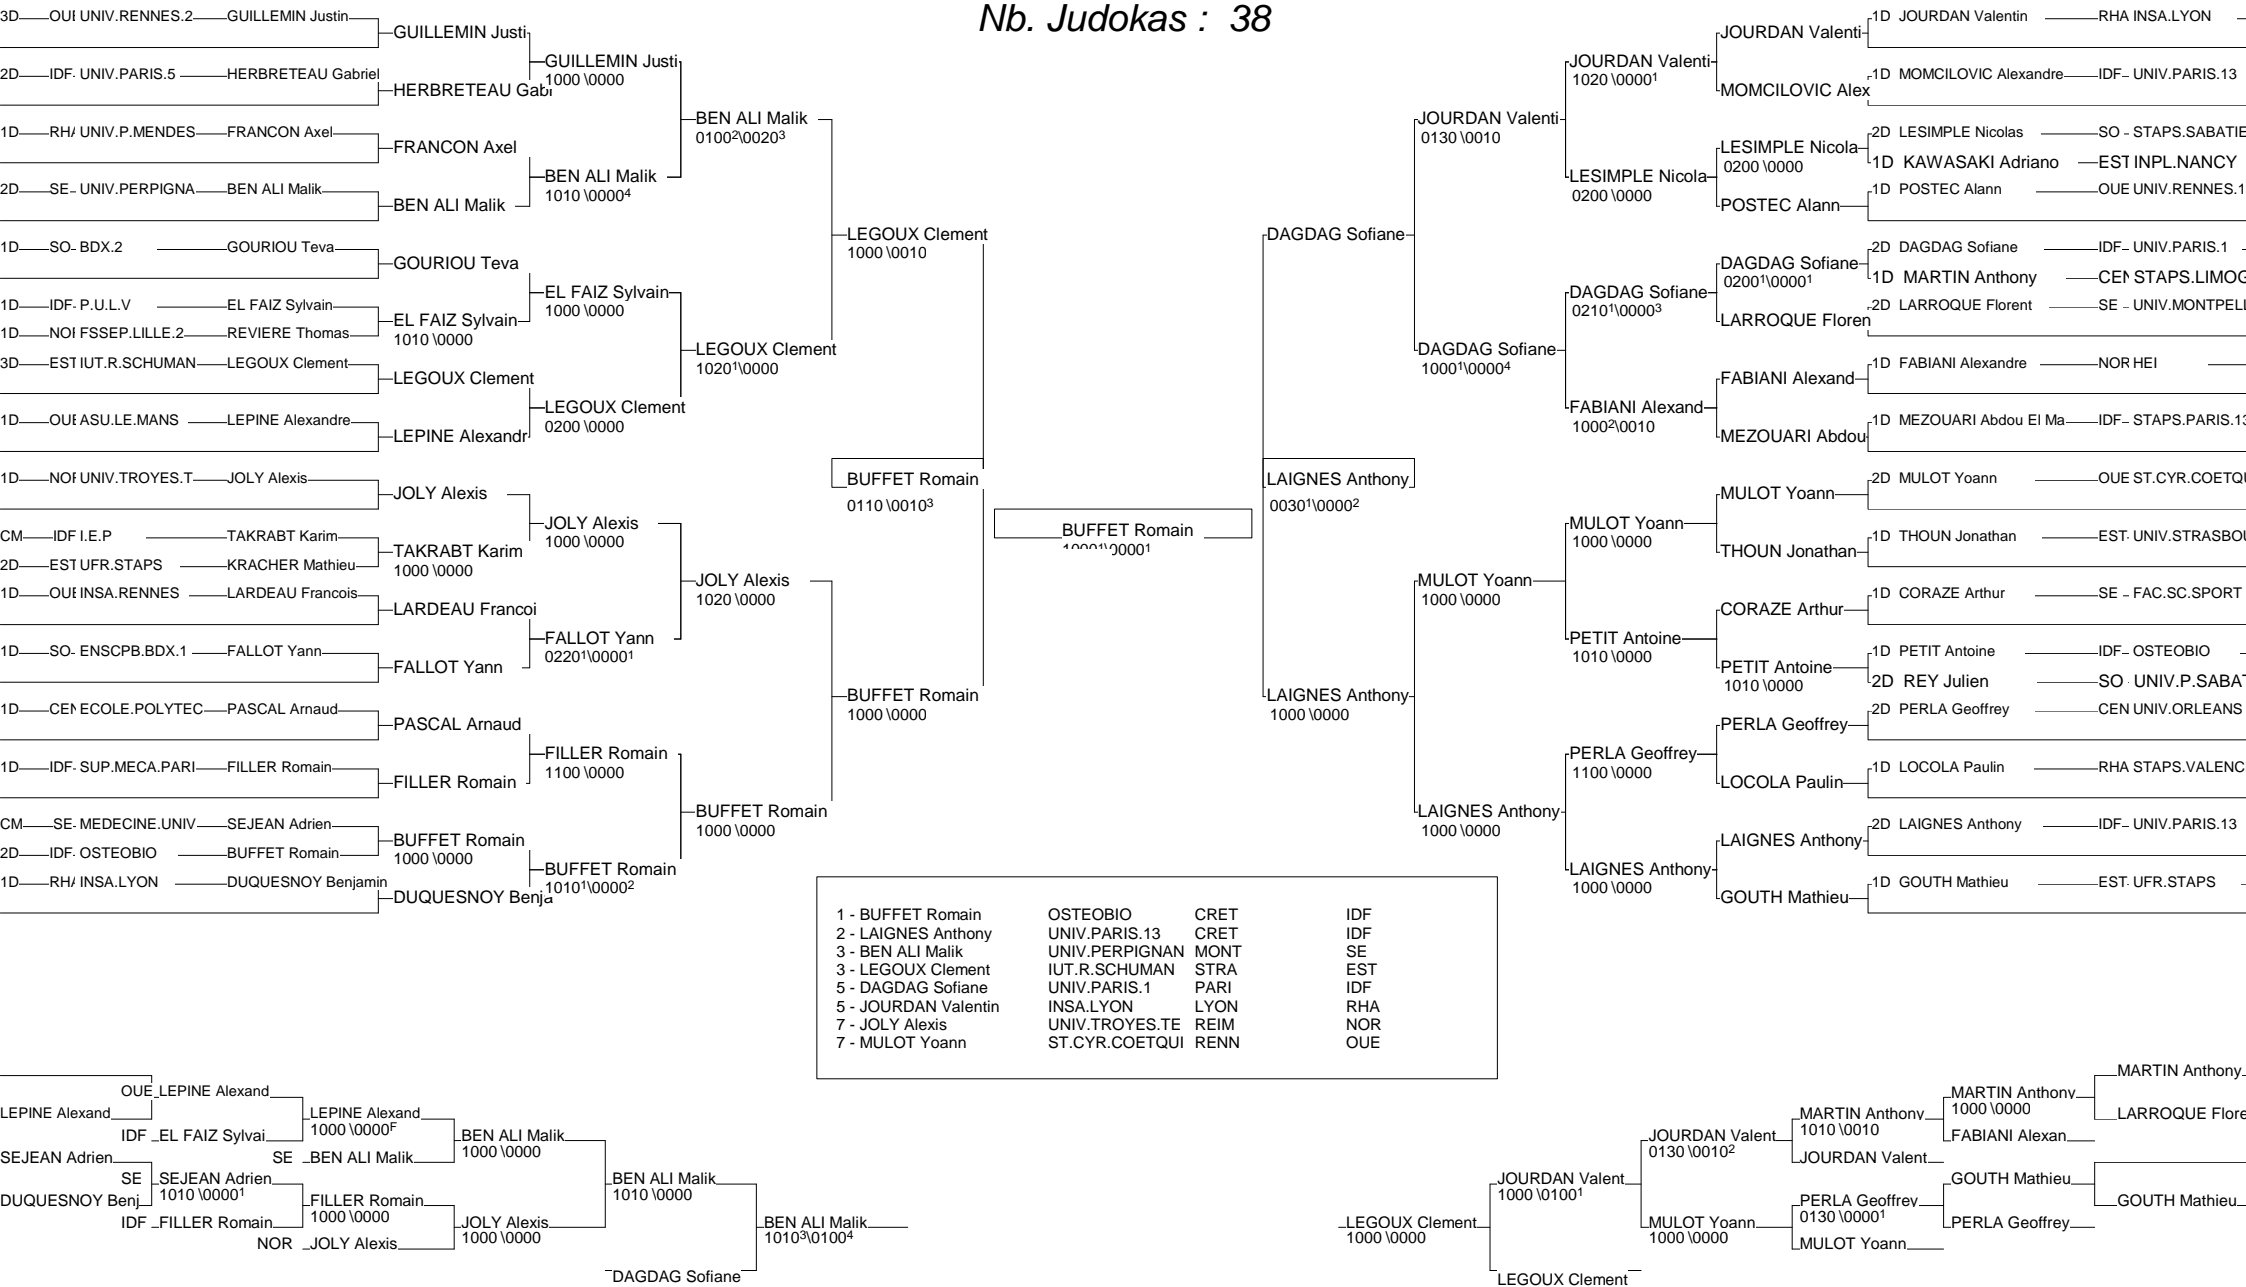 Nb. Judokas : 38
3D OUE UNIV.RENNES.2 GUILLEMIN Justin
2D IDF UNIV.PARIS.5 HERBRETEAU Gabriel
1D RHA UNIV.P.MENDES FRANCON Axel
2D SE UNIV.PERPIGNA BEN ALI Malik
1D SO BDX.2 GOURIOU Teva
1D IDF P.U.L.V EL FAIZ Sylvain
1D NOR FSSEP.LILLE.2 REVIERE Thomas
3D EST IUT.R.SCHUMAN LEGOUX Clement
1D OUE ASU.LE.MANS LEPINE Alexandre
1D NOR UNIV.TROYES.T JOLY Alexis
CM IDF I.E.P TAKRABT Karim
2D EST UFR.STAPS KRACHER Mathieu
1D OUE INSA.RENNES LARDEAU Francois
1D SO ENSCPB.BDX.1 FALLOT Yann
1D CEN ECOLE.POLYTEC PASCAL Arnaud
1D IDF SUP.MECA.PARI FILLER Romain
CM SE MEDECINE.UNIV SEJEAN Adrien
2D IDF OSTEOBIO BUFFET Romain
1D RHA INSA.LYON DUQUESNOY Benjamin
GUILLEMIN Justi
HERBRETEAU Gabr
FRANCON Axel
BEN ALI Malik
GOURIOU Teva
EL FAIZ Sylvain
1010 \0000
LEGOUX Clement
LEPINE Alexandr
JOLY Alexis
TAKRABT Karim
1000 \0000
LARDEAU Francoi
FALLOT Yann
PASCAL Arnaud
FILLER Romain
BUFFET Romain
1000 \0000
DUQUESNOY Benja
GUILLEMIN Justi
1000 \0000
BEN ALI Malik
1010 \0000⁴
EL FAIZ Sylvain
1000 \0000
LEGOUX Clement
0200 \0000
JOLY Alexis
1000 \0000
FALLOT Yann
0220¹\0000¹
FILLER Romain
1100 \0000
BUFFET Romain
1010¹\0000²
BEN ALI Malik
0100²\0020³
LEGOUX Clement
1020¹\0000
JOLY Alexis
1020 \0000
BUFFET Romain
1000 \0000
LEGOUX Clement
1000 \0010
BUFFET Romain
0110 \0010³
BUFFET Romain
1000 \0000
BUFFET Romain
1000¹\0000¹
DAGDAG Sofiane
LAIGNES Anthony
0030¹\0000²
LAIGNES Anthony
1000 \0000
JOURDAN Valenti
0130 \0010
DAGDAG Sofiane
1000¹\0000⁴
MULOT Yoann
1000 \0000
LAIGNES Anthony
1000 \0000
JOURDAN Valenti
1020 \0000¹
LESIMPLE Nicola
0200 \0000
DAGDAG Sofiane
0210¹\0000³
FABIANI Alexand
1000²\0010
MULOT Yoann
1000 \0000
PETIT Antoine
1010 \0000
PERLA Geoffrey
1100 \0000
LAIGNES Anthony
1000 \0000
JOURDAN Valenti
MOMCILOVIC Alex
LESIMPLE Nicola
0200 \0000
POSTEC Alann
DAGDAG Sofiane
0200¹\0000¹
LARROQUE Floren
FABIANI Alexand
MEZOUARI Abdou
MULOT Yoann
THOUN Jonathan
CORAZE Arthur
PETIT Antoine
1010 \0000
PERLA Geoffrey
LOCOLA Paulin
LAIGNES Anthony
GOUTH Mathieu
1D JOURDAN Valentin RHA INSA.LYON
1D MOMCILOVIC Alexandre IDF UNIV.PARIS.13
2D LESIMPLE Nicolas SO STAPS.SABATIE
1D KAWASAKI Adriano EST INPL.NANCY
1D POSTEC Alann OUE UNIV.RENNES.1
2D DAGDAG Sofiane IDF UNIV.PARIS.1
1D MARTIN Anthony CEN STAPS.LIMOG
2D LARROQUE Florent SE UNIV.MONTPELL
1D FABIANI Alexandre NOR HEI
1D MEZOUARI Abdou El Ma IDF STAPS.PARIS.13
2D MULOT Yoann OUE ST.CYR.COETQU
1D THOUN Jonathan EST UNIV.STRASBOU
1D CORAZE Arthur SE FAC.SC.SPORT
1D PETIT Antoine IDF OSTEOBIO
2D REY Julien SO UNIV.P.SABAT
2D PERLA Geoffrey CEN UNIV.ORLEANS
1D LOCOLA Paulin RHA STAPS.VALENC
2D LAIGNES Anthony IDF UNIV.PARIS.13
1D GOUTH Mathieu EST UFR.STAPS
1 - BUFFET Romain OSTEOBIO CRET IDF
2 - LAIGNES Anthony UNIV.PARIS.13 CRET IDF
3 - BEN ALI Malik UNIV.PERPIGNAN MONT SE
3 - LEGOUX Clement IUT.R.SCHUMAN STRA EST
5 - DAGDAG Sofiane UNIV.PARIS.1 PARI IDF
5 - JOURDAN Valentin INSA.LYON LYON RHA
7 - JOLY Alexis UNIV.TROYES.TE REIM NOR
7 - MULOT Yoann ST.CYR.COETQUI RENN OUE
LEPINE Alexand
SEJEAN Adrien
DUQUESNOY Benj
OUE LEPINE Alexand
IDF EL FAIZ Sylvai
SE SEJEAN Adrien
1010 \0000¹
IDF FILLER Romain
LEPINE Alexand
1000 \0000F
SE BEN ALI Malik
FILLER Romain
1000 \0000
NOR JOLY Alexis
BEN ALI Malik
1000 \0000
JOLY Alexis
1000 \0000
BEN ALI Malik
1010 \0000
DAGDAG Sofiane
BEN ALI Malik
1010³\0100⁴
LEGOUX Clement
1000 \0000
JOURDAN Valent
1000 \0100¹
LEGOUX Clement
JOURDAN Valent
0130 \0010²
MULOT Yoann
1000 \0000
MARTIN Anthony
1010 \0010
JOURDAN Valent
PERLA Geoffrey
0130 \0000¹
MULOT Yoann
MARTIN Anthony
1000 \0000
FABIANI Alexan
GOUTH Mathieu
PERLA Geoffrey
MARTIN Anthony
LARROQUE Flore
GOUTH Mathieu